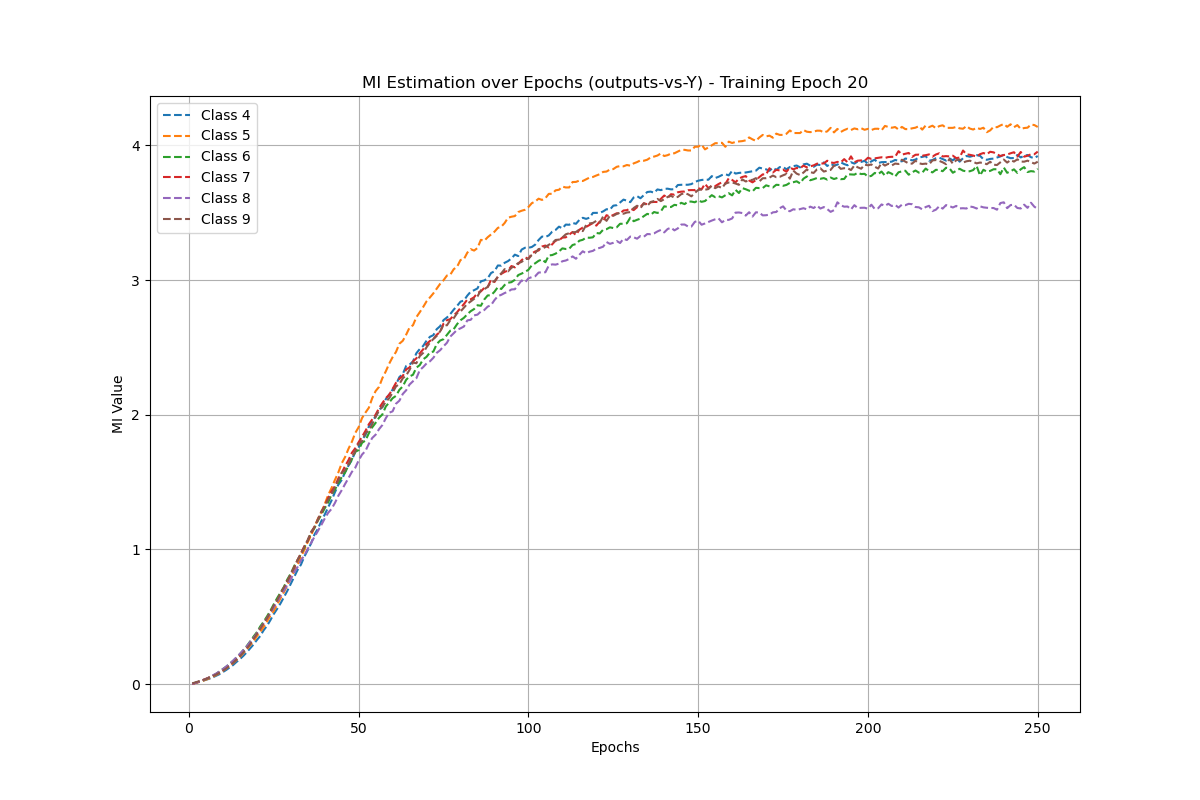 MI Estimation over Epochs (outputs-vs-Y) - Training Epoch 20
Class 4
Class 5
Class 6
Class 7
Class 8
Class 9
MI Value
4
3
2
1
0
0 50 100 150 200 250
Epochs